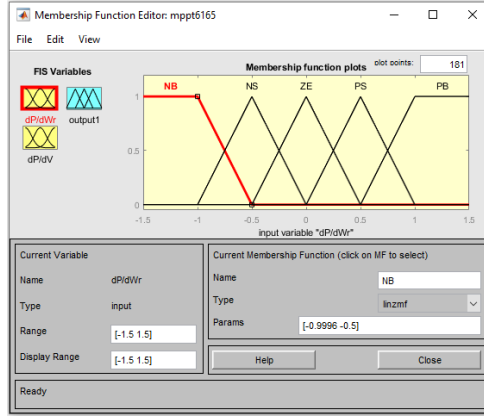 Membership Function Editor: mppt6165
File Edit View
FIS Variables
dP/dWr output1
dP/dV
Membership function plots plot points: 181
NB NS ZE PS PB
1
0.5
0
-1.5 -1 -0.5 0 0.5 1 1.5
input variable "dP/dWr"
Current Variable
Name dP/dWr
Type input
Range [-1.5 1.5]
Display Range [-1.5 1.5]
Current Membership Function (click on MF to select)
Name NB
Type linzmf
Params [-0.9996 -0.5]
Help Close
Ready